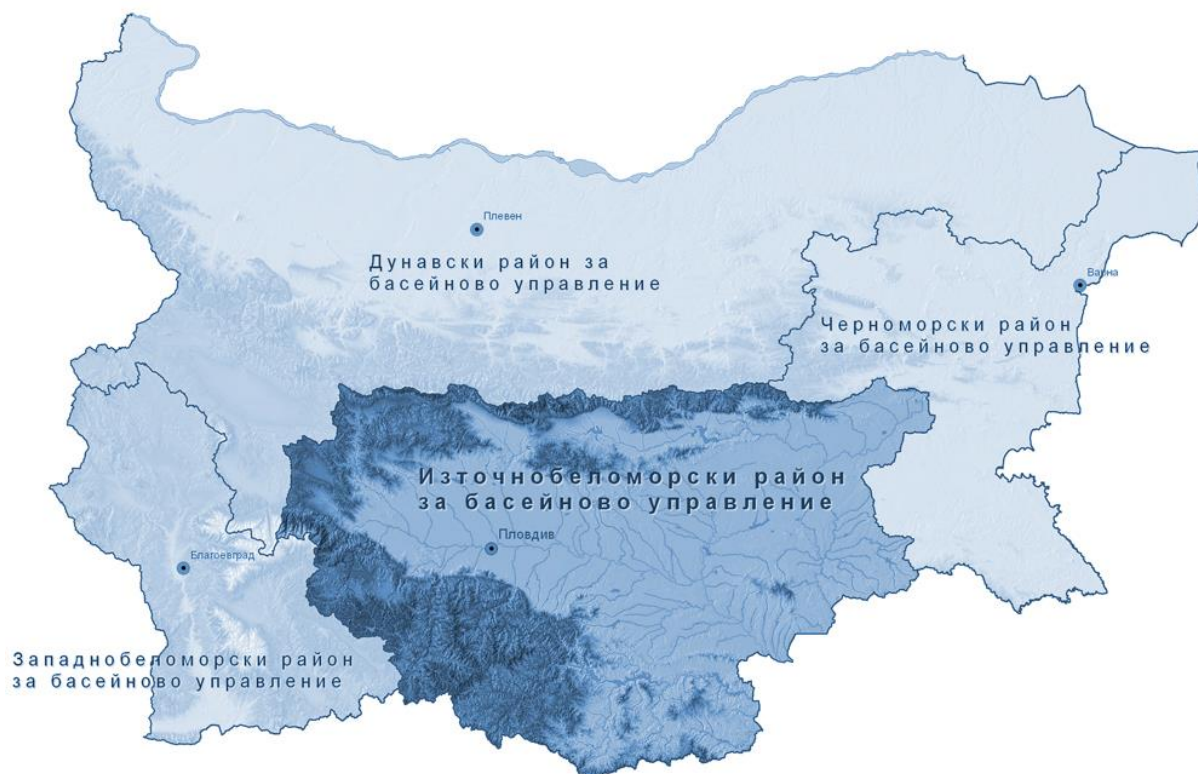 Плевен
Дунавски район за
басейново управление
Варна
Черноморски район
за басейново управление
Източнобеломорски район
за басейново управление
Пловдив
Благоевград
Западнобеломорски район
за басейново управление